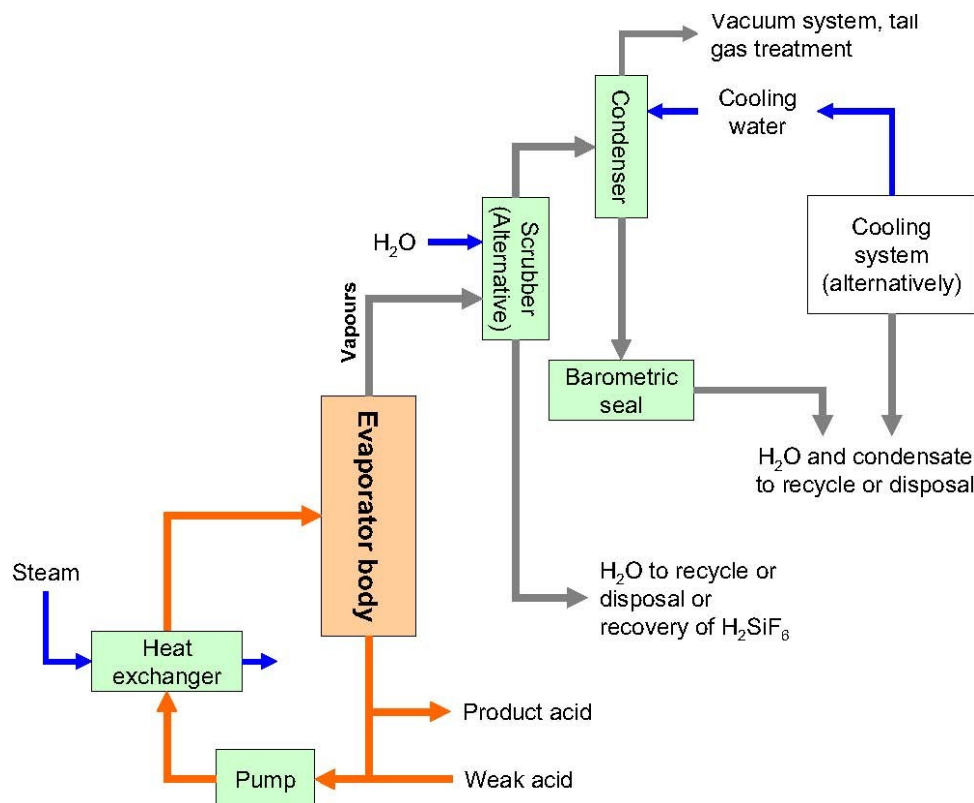 Vacuum system, tail
gas treatment
Condenser
Cooling
water
Scrubber
(Alternative)
H₂O
Cooling
system
(alternatively)
Vapours
Barometric
seal
Evaporator body
H₂O and condensate
to recycle or disposal
Steam
H₂O to recycle or
disposal or
recovery of H₂SiF₆
Heat
exchanger
Product acid
Pump
Weak acid